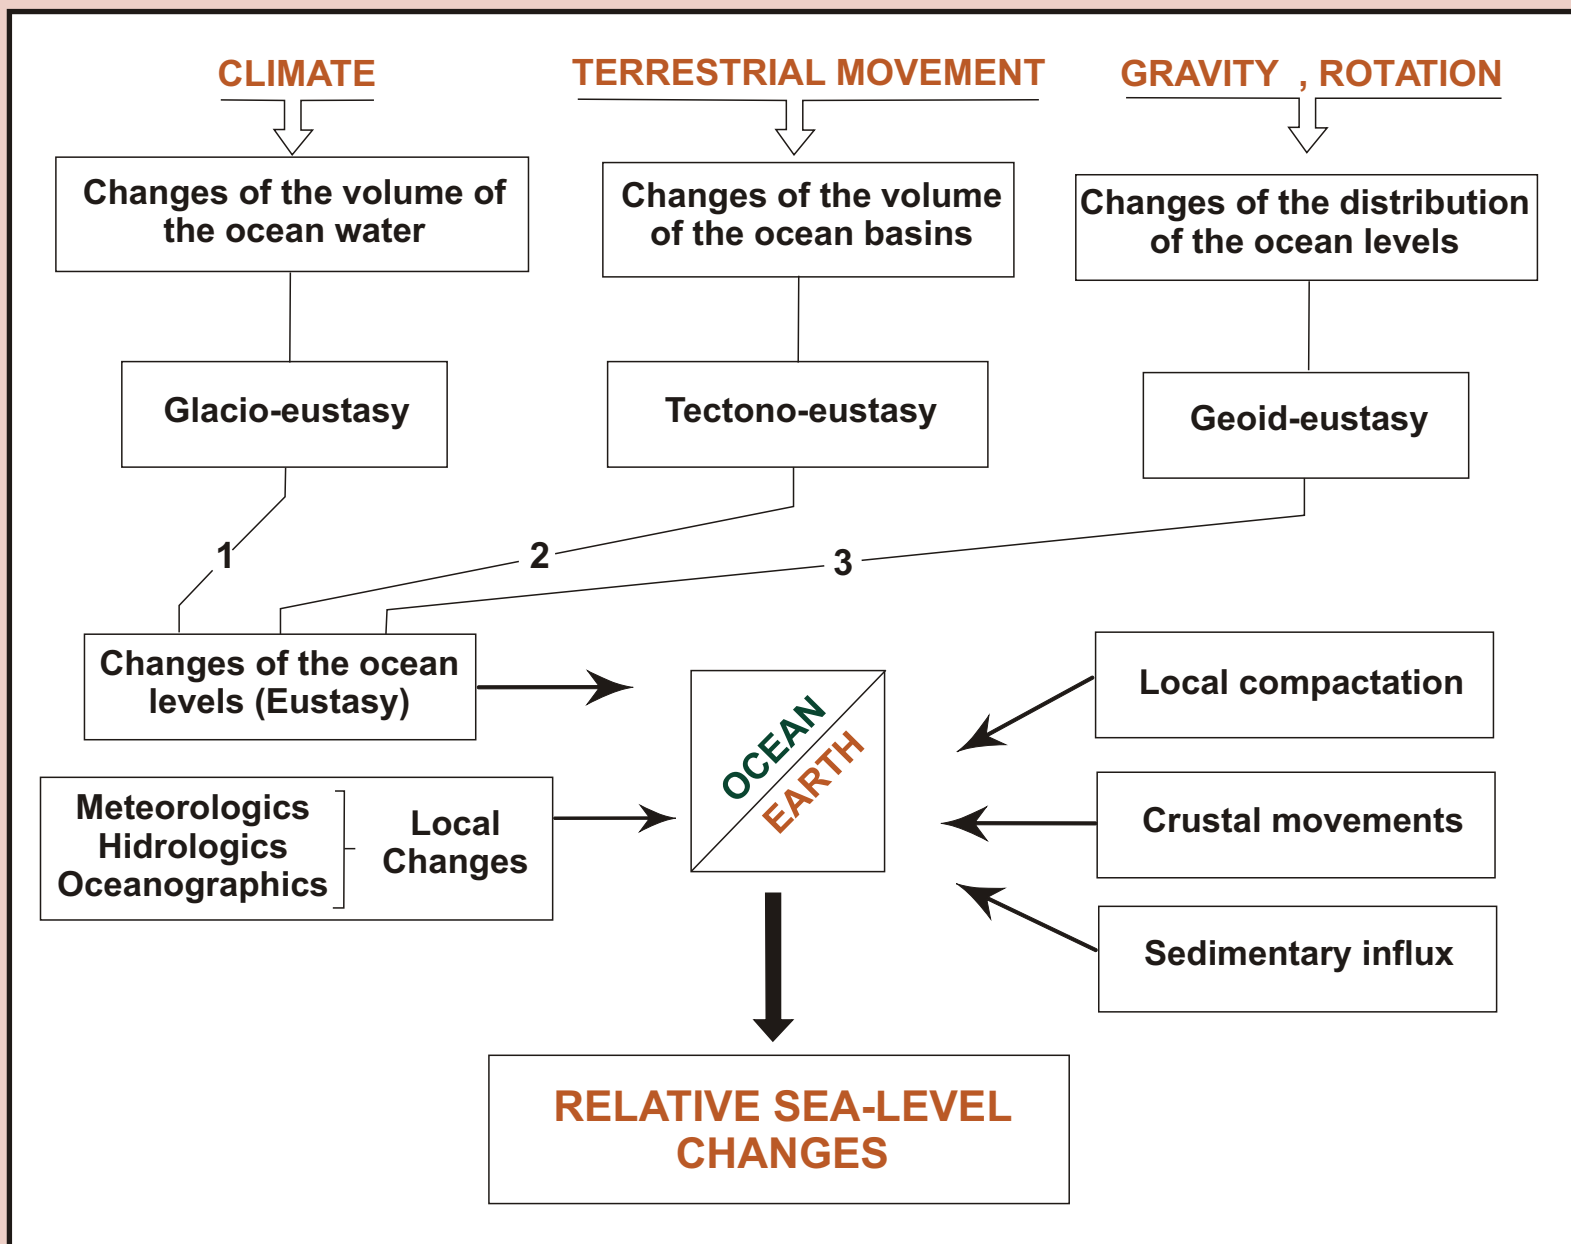 CLIMATE
TERRESTRIAL MOVEMENT
GRAVITY , ROTATION
Changes of the volume of
the ocean water
Changes of the volume
of the ocean basins
Changes of the distribution
of the ocean levels
Glacio-eustasy
Tectono-eustasy
Geoid-eustasy
1
2
3
Changes of the ocean
levels (Eustasy)
Meteorologics
Hidrologics
Oceanographics
Local
Changes
OCEAN
EARTH
Local compactation
Crustal movements
Sedimentary influx
RELATIVE SEA-LEVEL
CHANGES